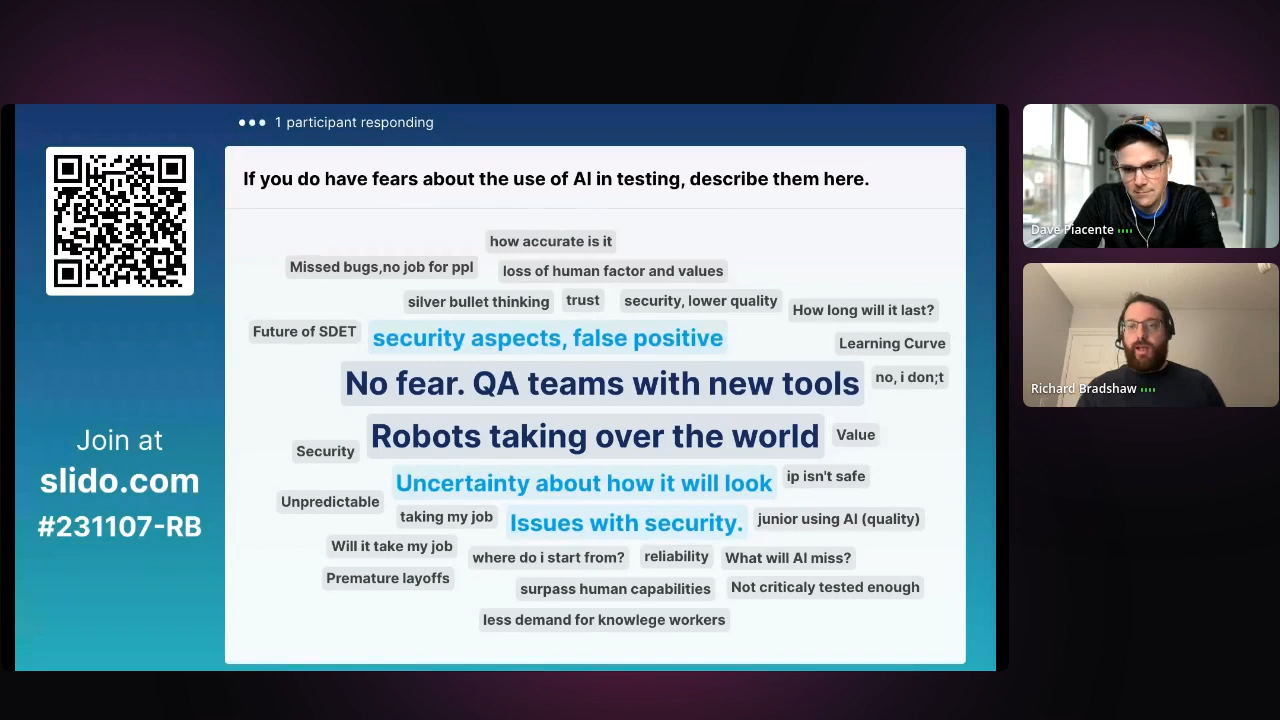 1 participant responding
If you do have fears about the use of AI in testing, describe them here.
how accurate is it
Missed bugs,no job for ppl
loss of human factor and values
silver bullet thinking
trust
security, lower quality
How long will it last?
Future of SDET
security aspects, false positive
Learning Curve
No fear. QA teams with new tools
no, i don;t
Robots taking over the world
Value
Security
Uncertainty about how it will look
ip isn't safe
Unpredictable
taking my job
Issues with security.
junior using AI (quality)
Will it take my job
where do i start from?
reliability
What will AI miss?
Premature layoffs
surpass human capabilities
Not criticaly tested enough
less demand for knowlege workers
Join at
slido.com
#231107-RB
Dave Piacente
Richard Bradshaw